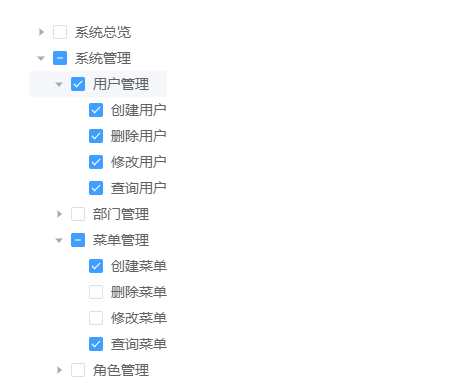 系统总览
系统管理
用户管理
创建用户
删除用户
修改用户
查询用户
部门管理
菜单管理
创建菜单
删除菜单
修改菜单
查询菜单
角色管理